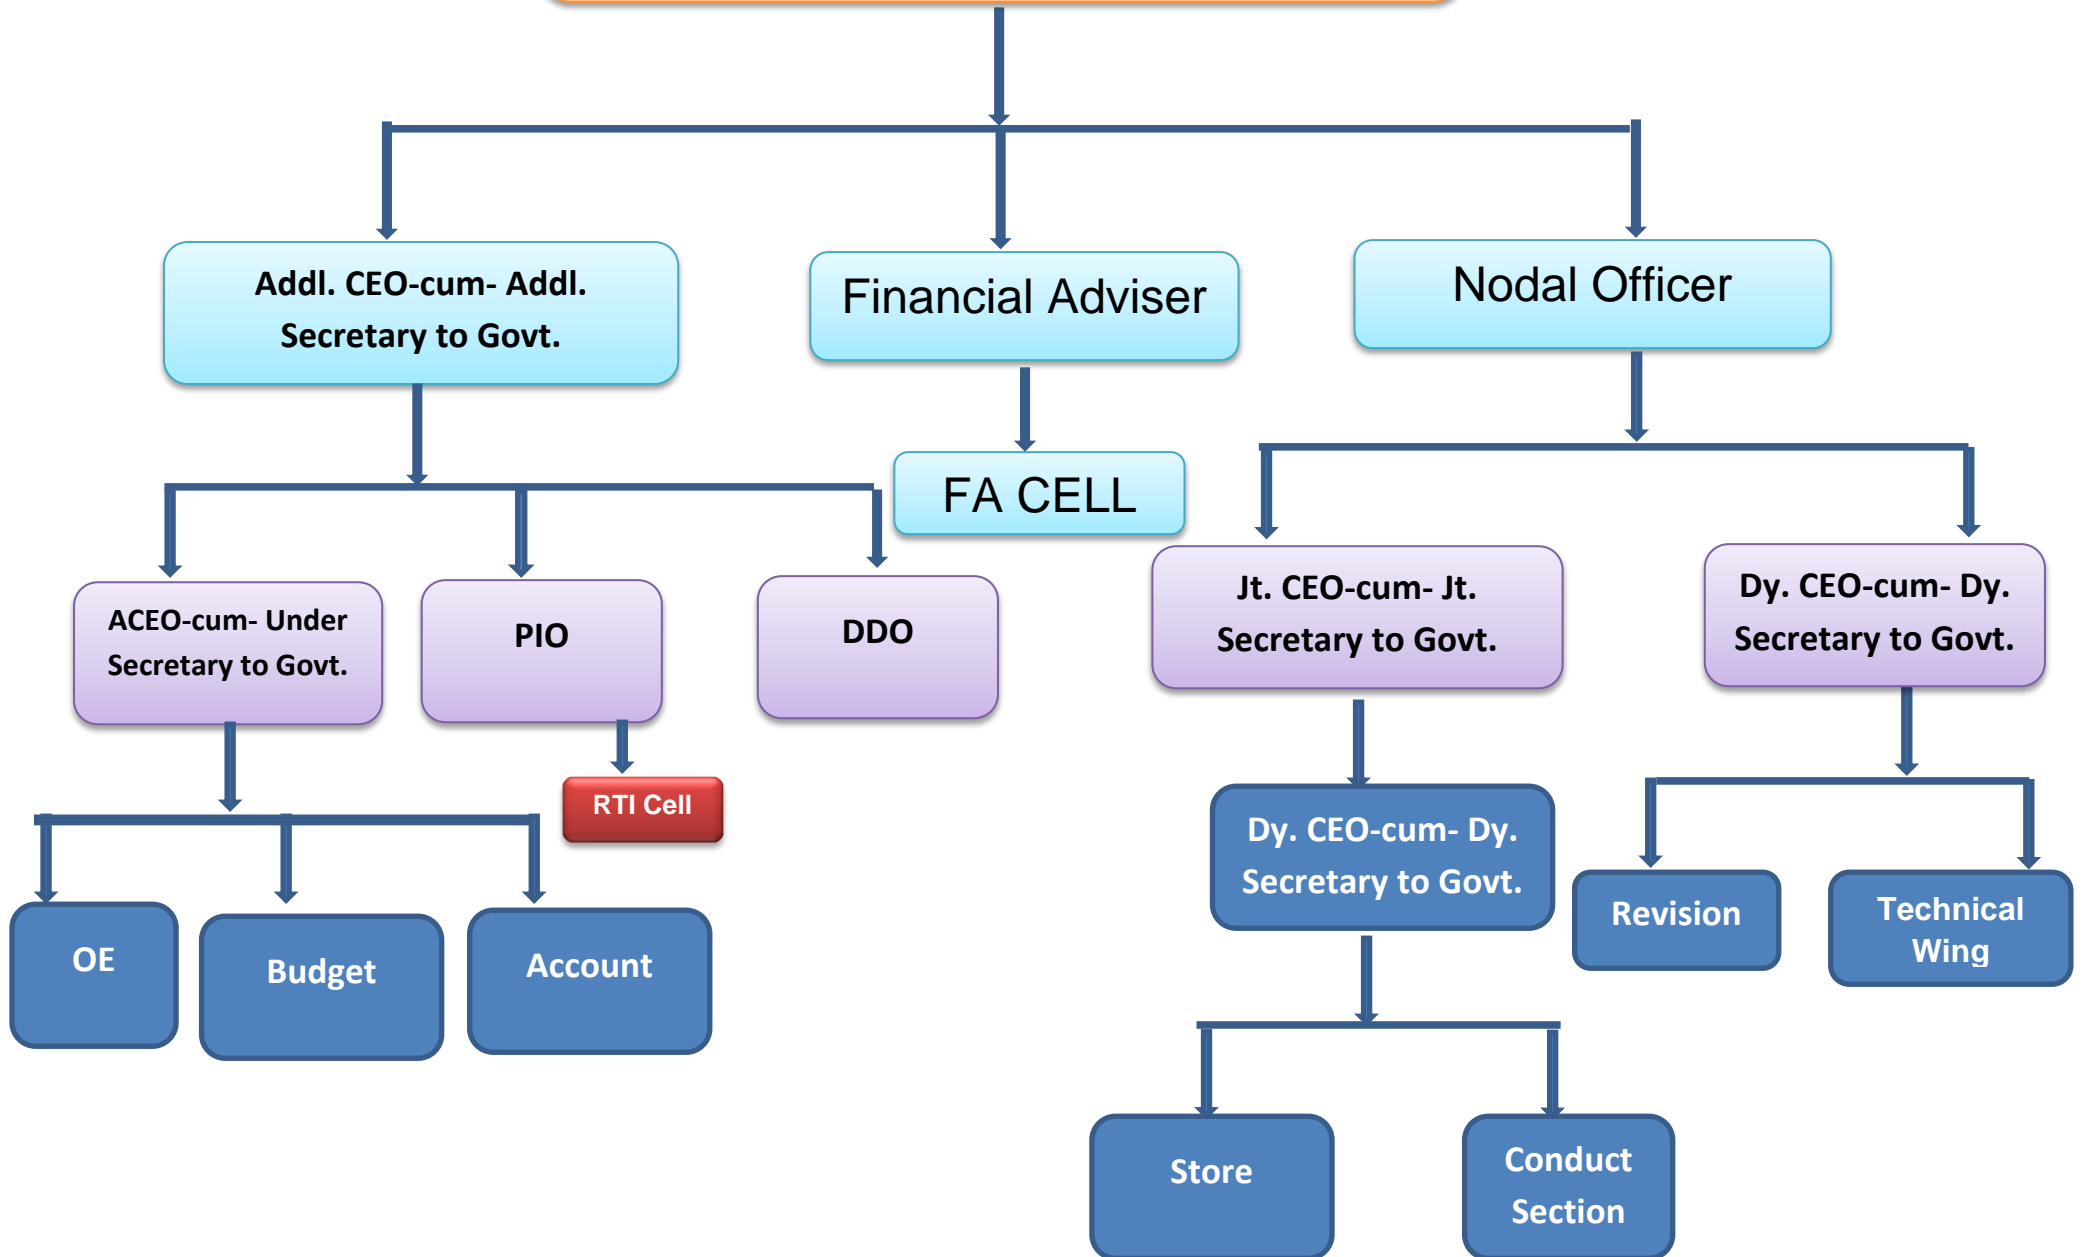 Addl. CEO-cum- Addl.
Secretary to Govt.
Financial Adviser
Nodal Officer
FA CELL
ACEO-cum- Under
Secretary to Govt.
PIO
DDO
Jt. CEO-cum- Jt.
Secretary to Govt.
Dy. CEO-cum- Dy.
Secretary to Govt.
RTI Cell
Dy. CEO-cum- Dy.
Secretary to Govt.
OE
Budget
Account
Revision
Technical
Wing
Store
Conduct
Section